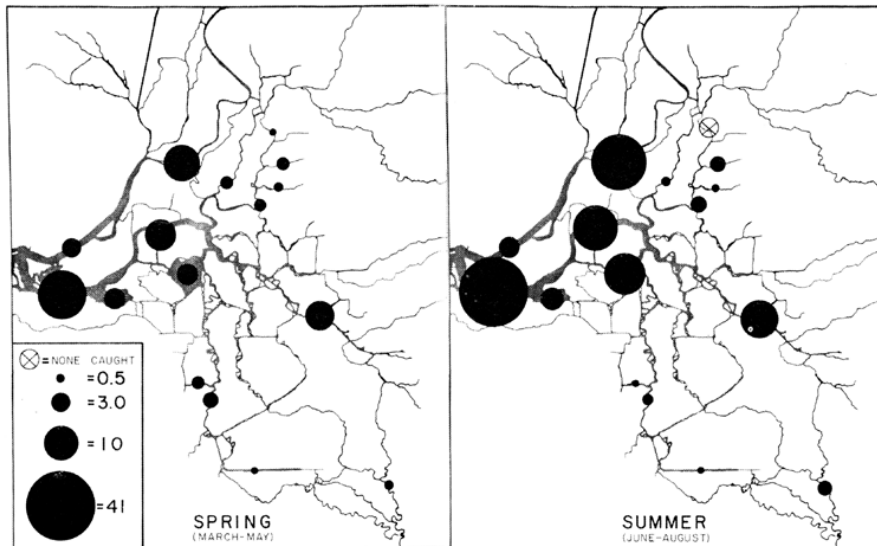 = NONE CAUGHT
= 0.5
= 3.0
= 10
= 41
SPRING
(MARCH-MAY)
SUMMER
(JUNE-AUGUST)